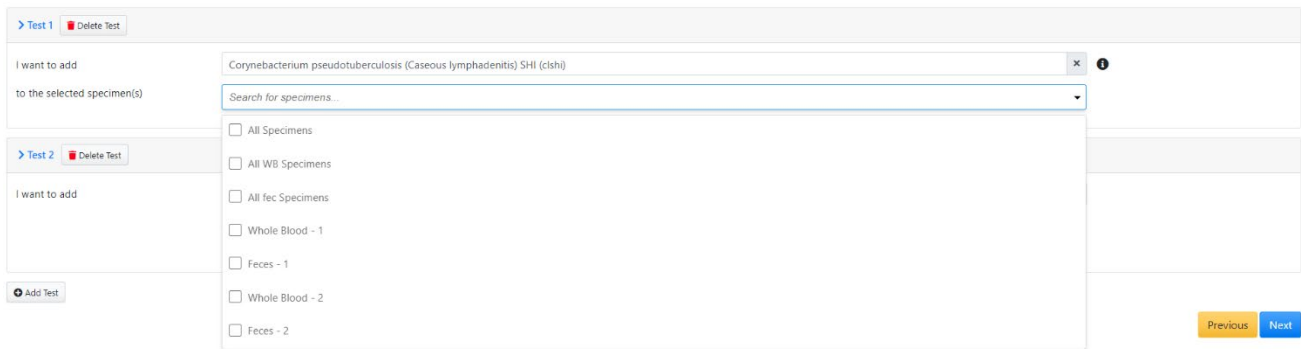 Test 1 Delete Test
I want to add Corynebacterium pseudotuberculosis (Caseous lymphadenitis) SHI (clshi)
to the selected specimen(s) Search for specimens...
All Specimens
All WB Specimens
All fec Specimens
Whole Blood - 1
Feces - 1
Whole Blood - 2
Feces - 2
Test 2 Delete Test
I want to add
Add Test
Previous Next